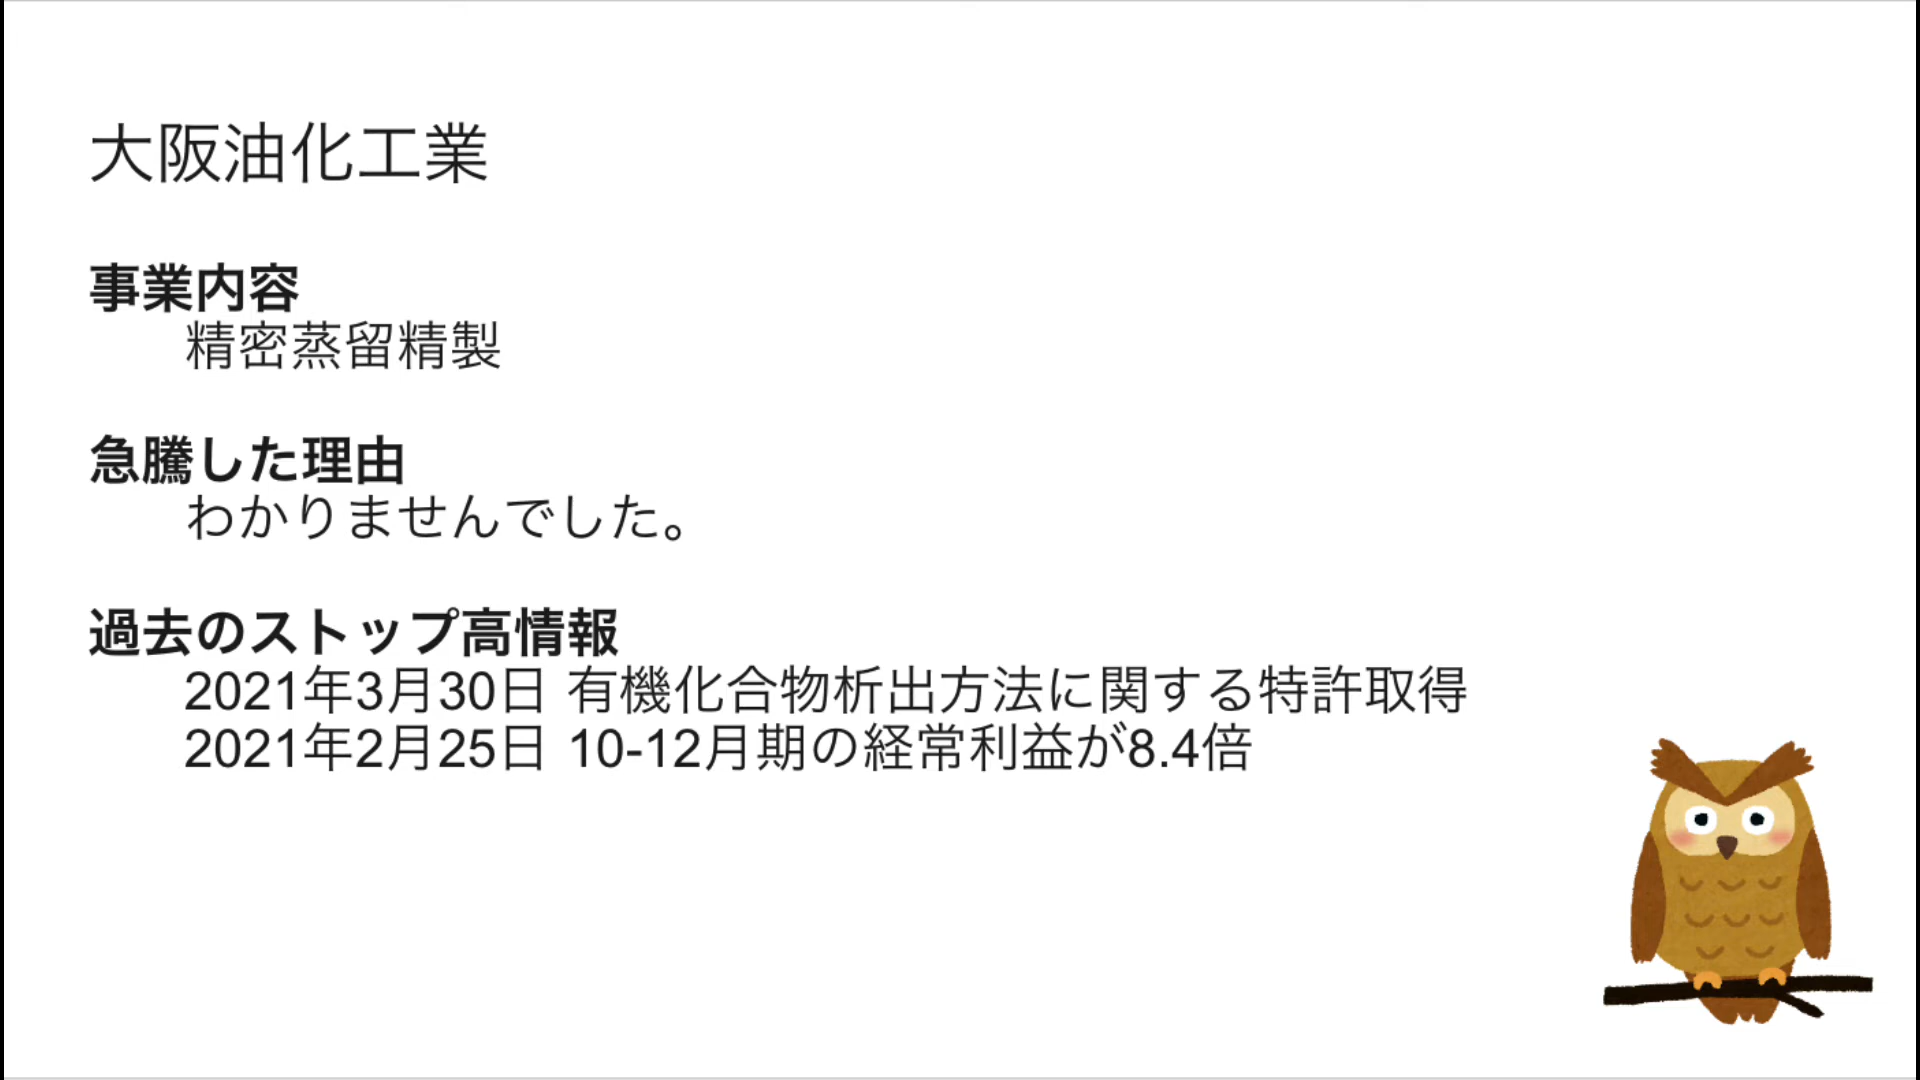 大阪油化工業
事業内容
精密蒸留精製
急騰した理由
わかりませんでした。
過去のストップ高情報
2021年3月30日 有機化合物析出方法に関する特許取得
2021年2月25日 10-12月期の経常利益が8.4倍